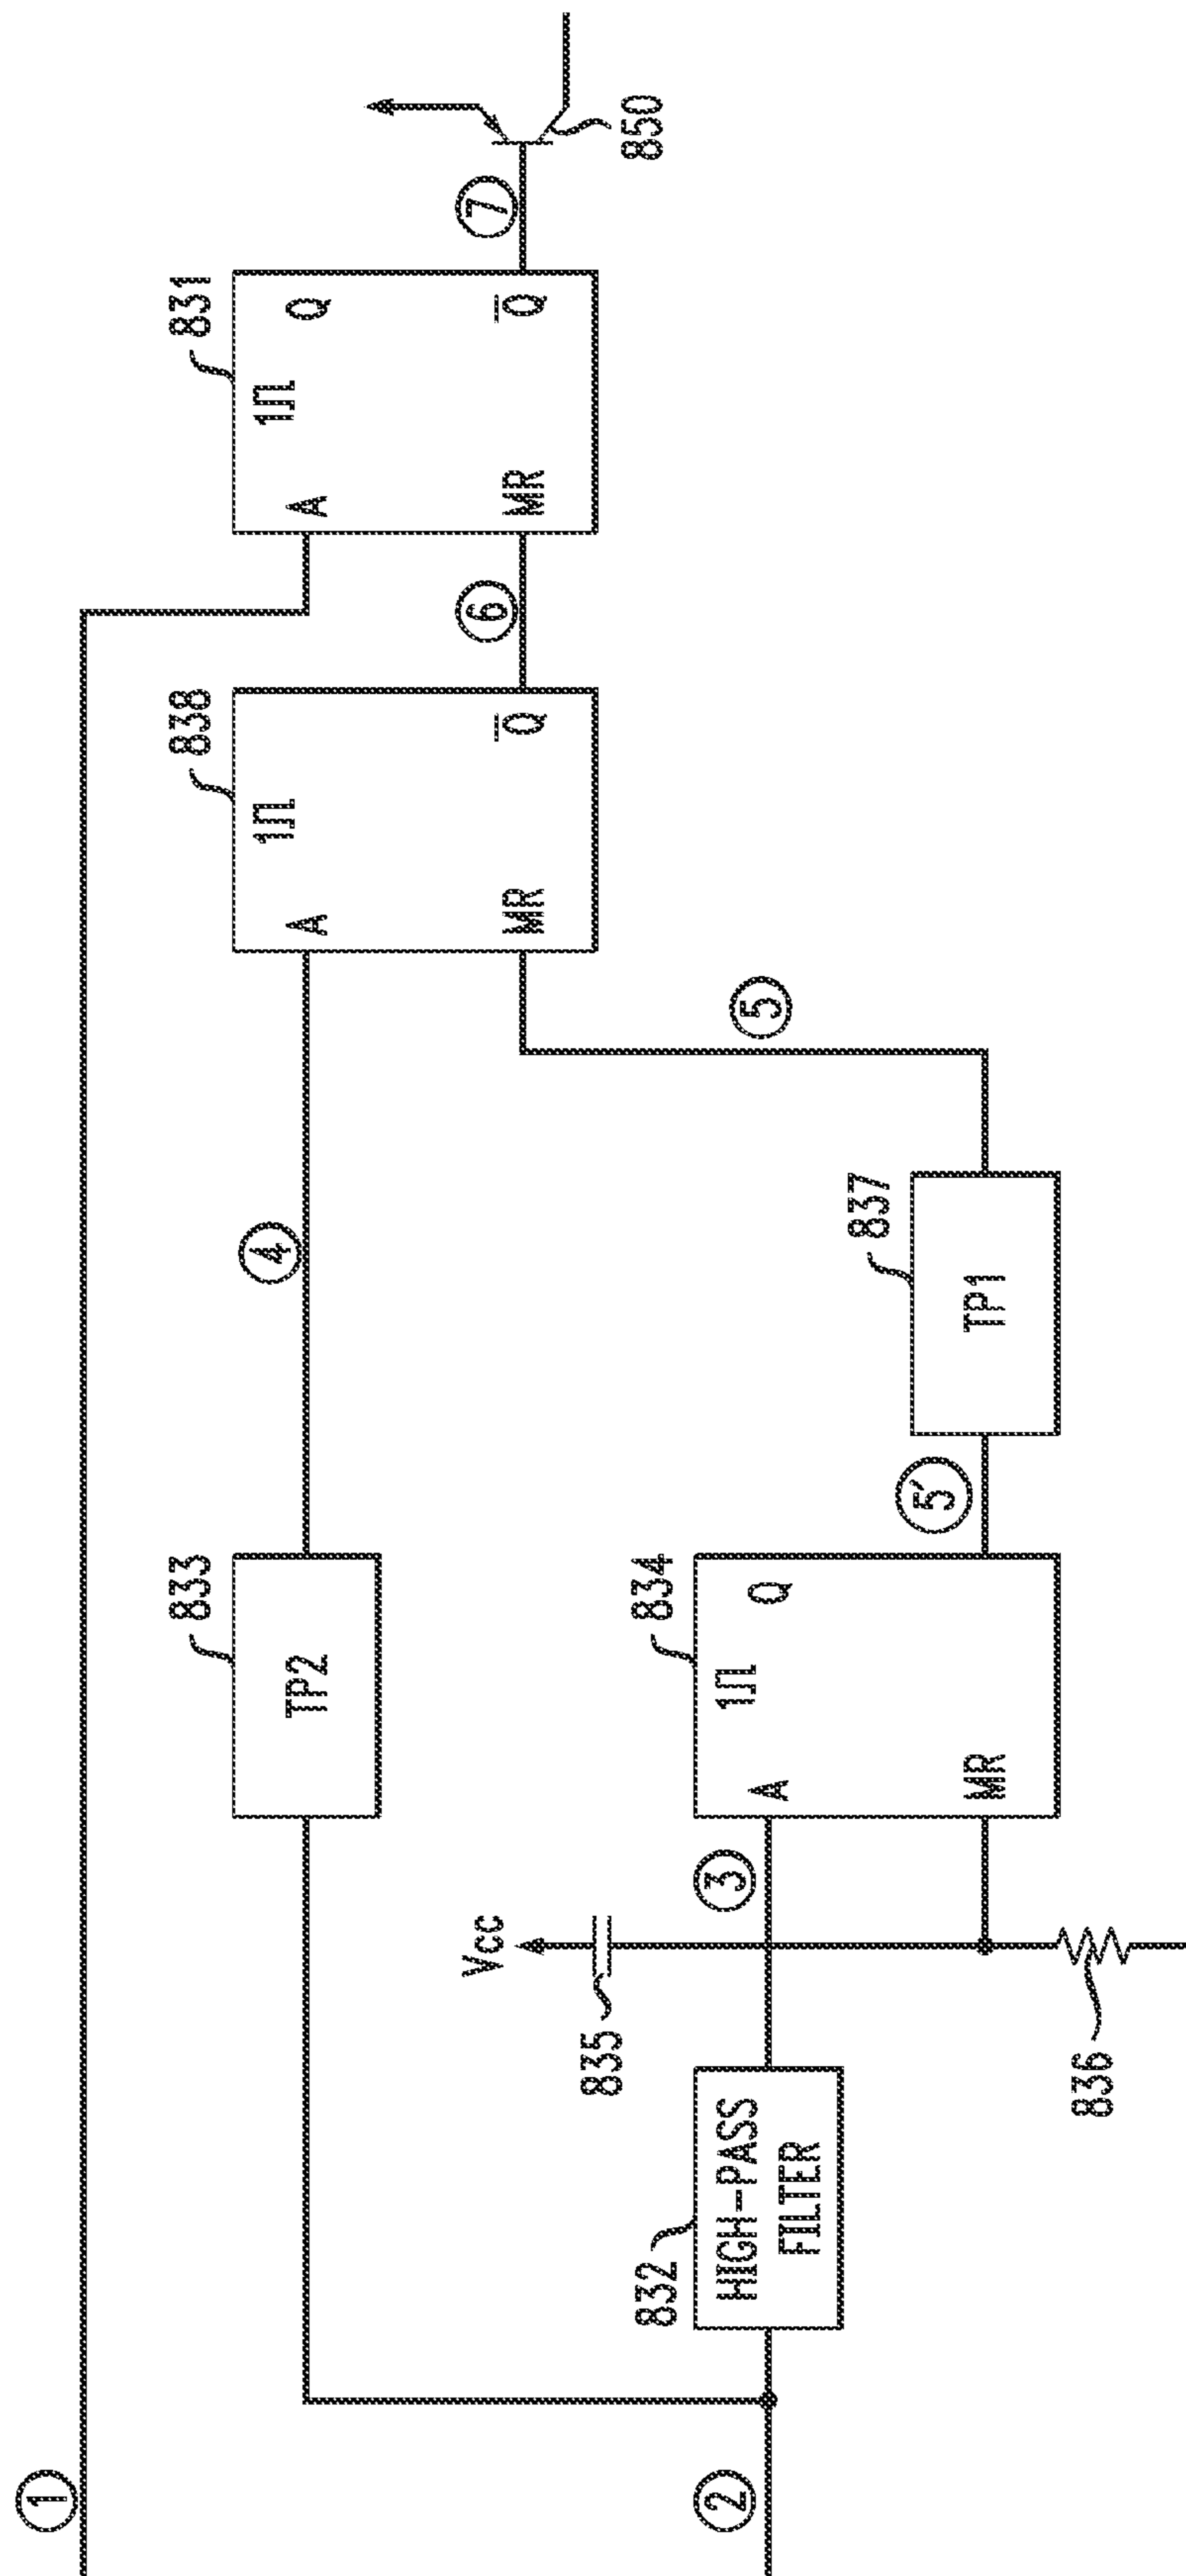 ①
②
832
HIGH-PASS
FILTER
Vcc
835
836
③
833
TP2
834
1⎍
A
Q
MR
5'
837
TP1
④
⑤
838
1⎍
A
MR
Q̅
⑥
831
1⎍
A
Q
MR
Q̅
⑦
850